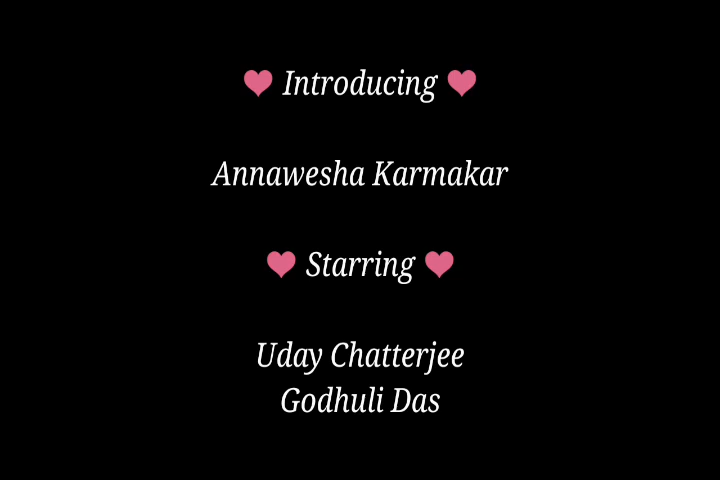 💗 Introducing 💗
Annawesha Karmakar
💗 Starring 💗
Uday Chatterjee
Godhuli Das